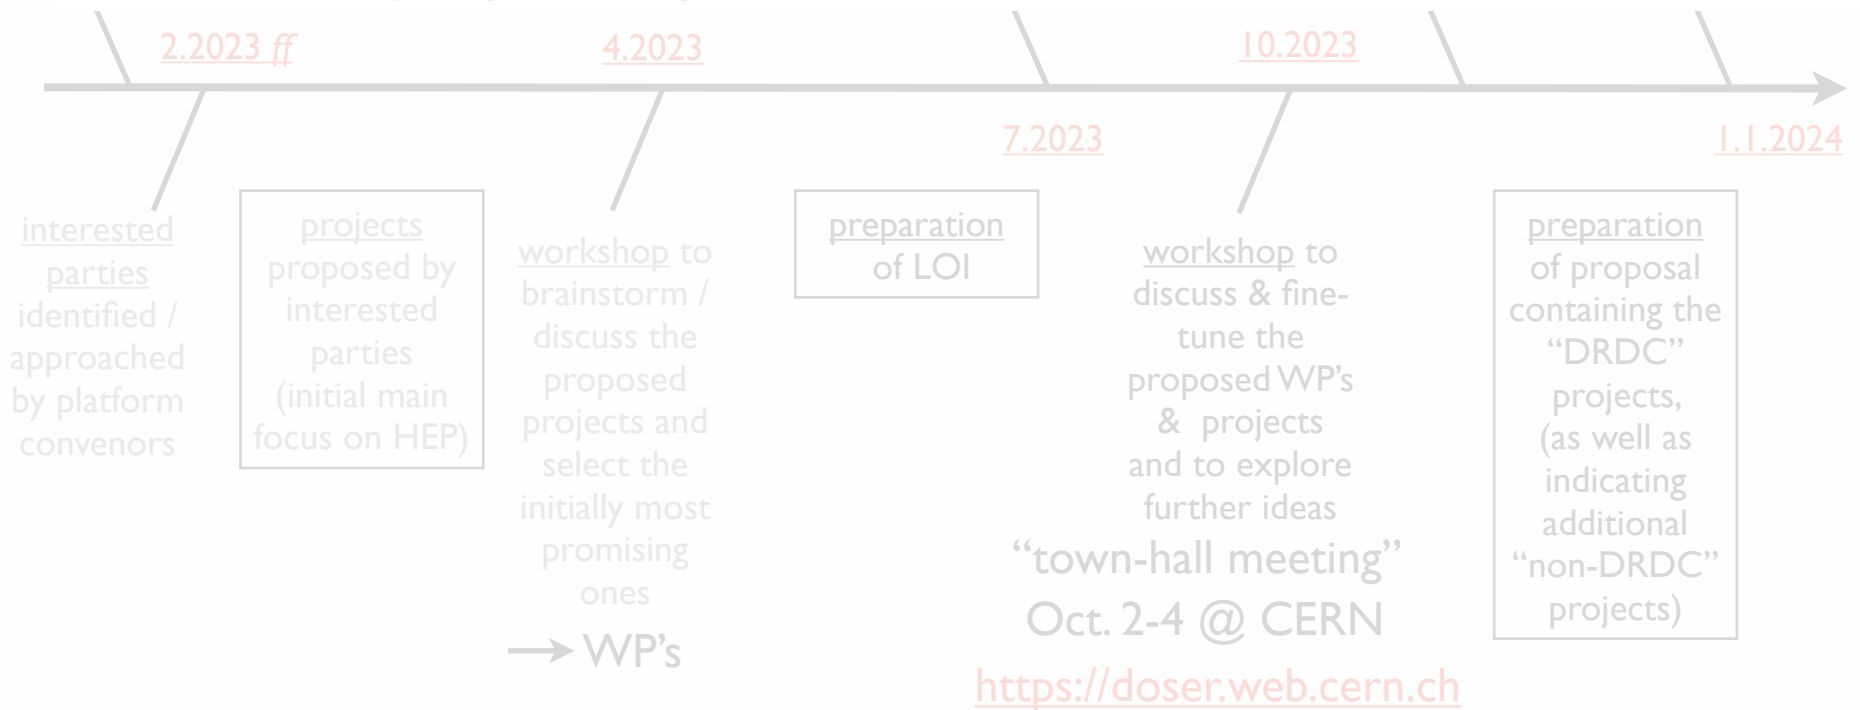 2.2023 ff
4.2023
10.2023
7.2023
1.1.2024
interested
parties
identified /
approached
by platform
convenors
projects
proposed by
interested
parties
(initial main
focus on HEP)
workshop to
brainstorm /
discuss the
proposed
projects and
select the
initially most
promising
ones
WP's
preparation
of LOI
workshop to
discuss & fine-
tune the
proposed WP's
& projects
and to explore
further ideas
“town-hall meeting”
Oct. 2-4 @ CERN
https://doser.web.cern.ch
preparation
of proposal
containing the
“DRDC”
projects,
(as well as
indicating
additional
“non-DRDC”
projects)